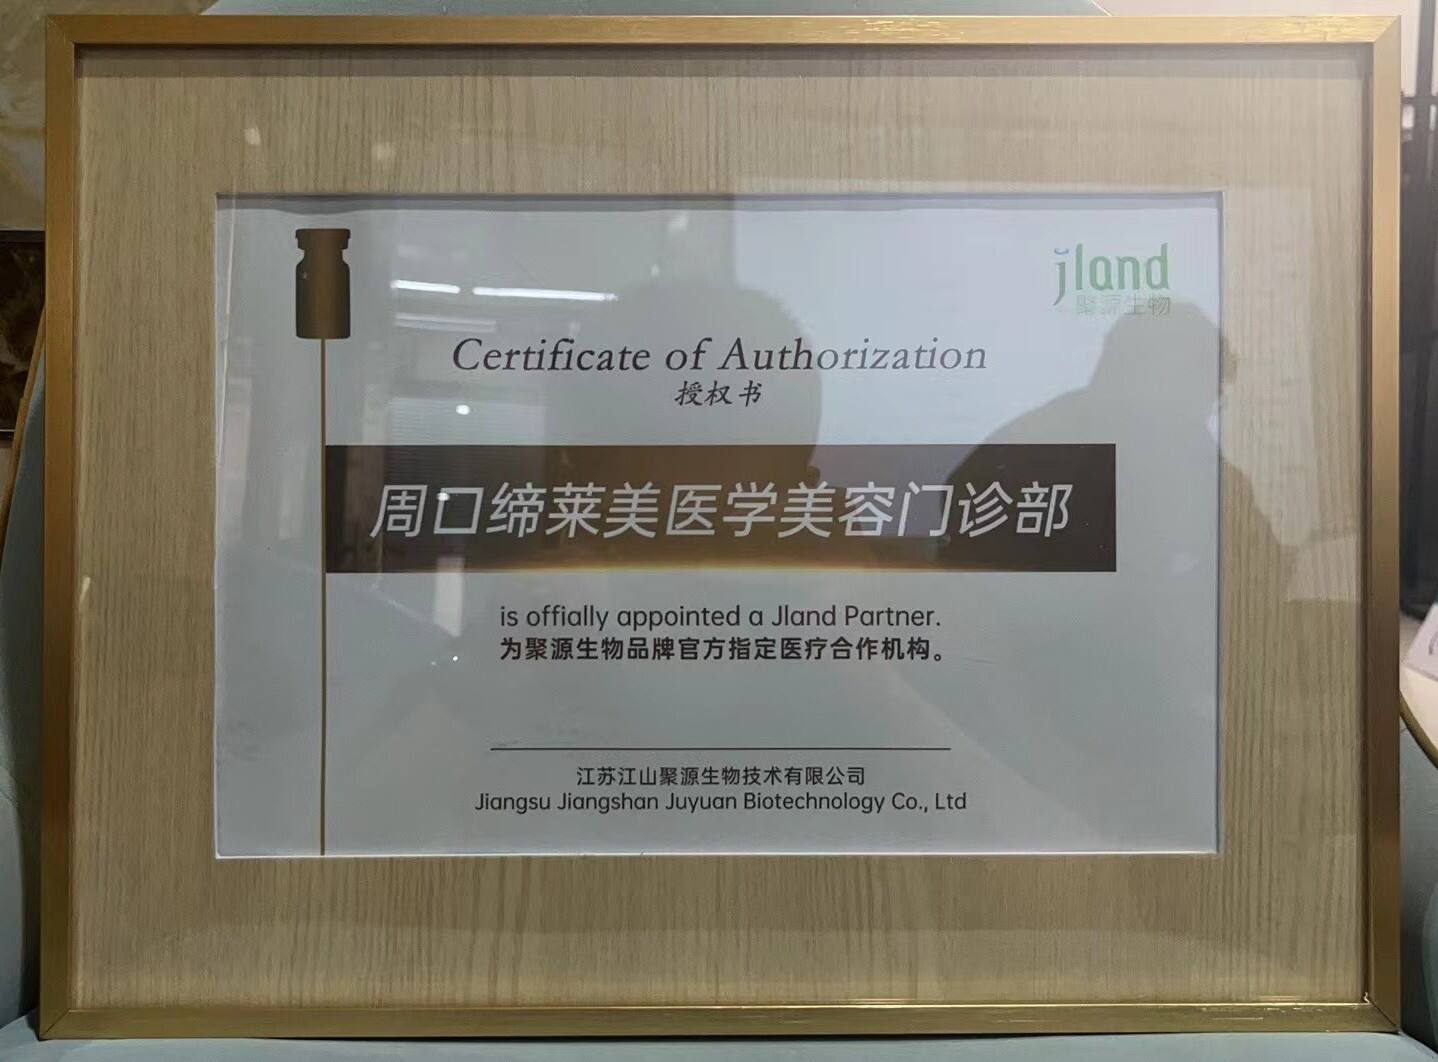 jland
聚源生物
Certificate of Authorization
授权书
周口缔莱美医学美容门诊部
is offially appointed a Jland Partner.
为聚源生物品牌官方指定医疗合作机构。
江苏江山聚源生物技术有限公司
Jiangsu Jiangshan Juyuan Biotechnology Co., Ltd